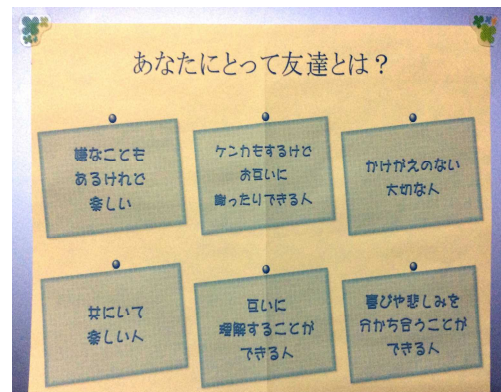 あなたにとって友達とは？
嫌なことも
あるけれど
楽しい
ケンカもするけど
お互いに
謝ったりできる人
かけがえのない
大切な人
共にいて
楽しい人
互いに
理解することが
できる人
喜びや悲しみを
分かち合うことが
できる人